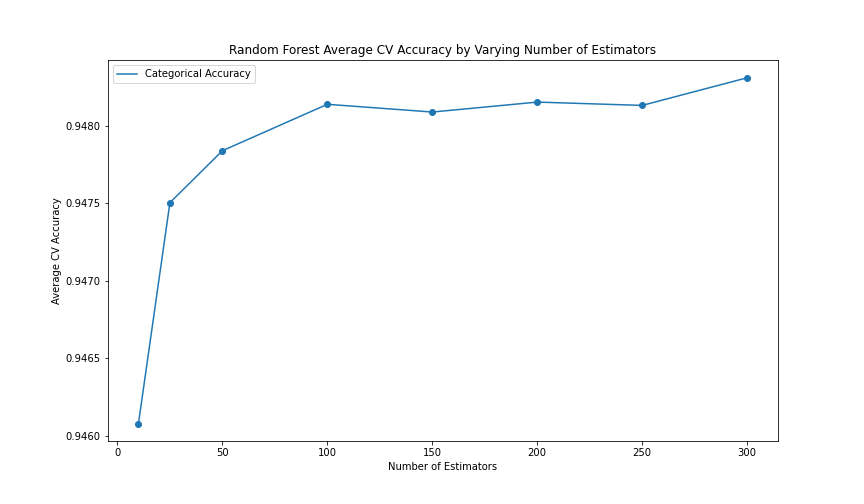 Random Forest Average CV Accuracy by Varying Number of Estimators
Categorical Accuracy
Average CV Accuracy
0.9480
0.9475
0.9470
0.9465
0.9460
0 50 100 150 200 250 300
Number of Estimators